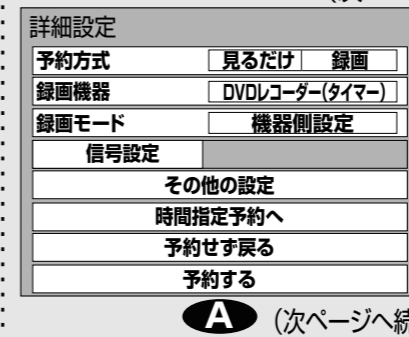 詳細設定
予約方式 見るだけ 録画
録画機器 DVDレコーダー(タイマー)
録画モード 機器側設定
信号設定
その他の設定
時間指定予約へ
予約せず戻る
予約する
A (次ページへ続